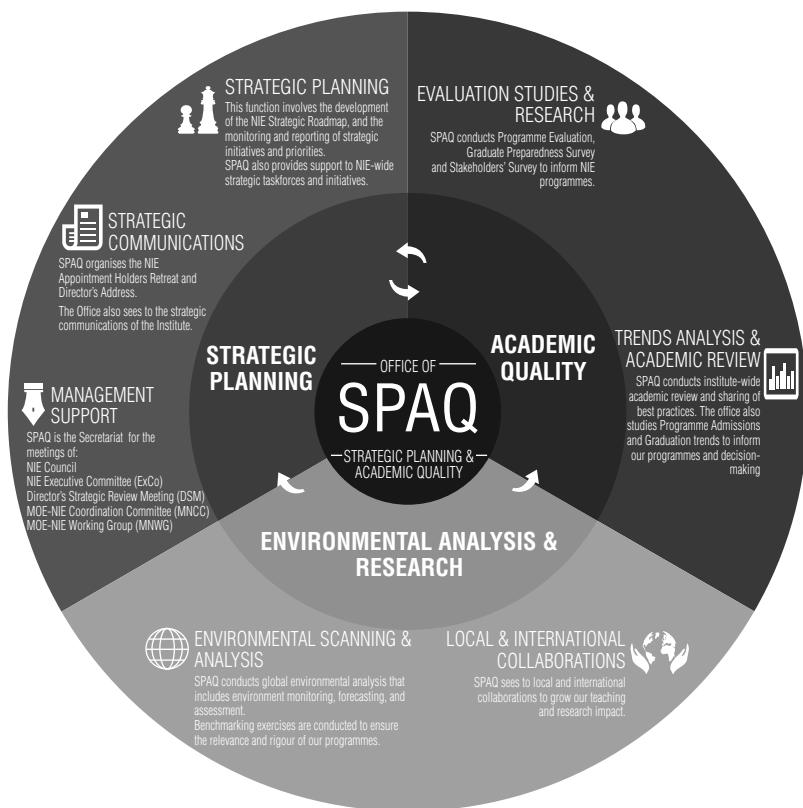 STRATEGIC PLANNING
This function involves the development
of the NIE Strategic Roadmap, and the
monitoring and reporting of strategic
initiatives and priorities.
SPAQ also provides support to NIE-wide
strategic taskforces and initiatives.
EVALUATION STUDIES &
RESEARCH
SPAQ conducts Programme Evaluation,
Graduate Preparedness Survey
and Stakeholders' Survey to inform NIE
programmes.
STRATEGIC
COMMUNICATIONS
SPAQ organises the NIE
Appointment Holders Retreat and
Director's Address.
The Office also sees to the strategic
communications of the Institute.
TRENDS ANALYSIS &
ACADEMIC REVIEW
SPAQ conducts institute-wide
academic review and sharing of
best practices. The office also
studies Programme Admissions
and Graduation trends to inform
our programmes and decision-
making
MANAGEMENT
SUPPORT
SPAQ is the Secretariat for the
meetings of:
NIE Council
NIE Executive Committee (ExCo)
Director's Strategic Review Meeting (DSM)
MOE-NIE Coordination Committee (MNCC)
MOE-NIE Working Group (MNWG)
STRATEGIC
PLANNING
ACADEMIC
QUALITY
OFFICE OF
SPAQ
STRATEGIC PLANNING &
ACADEMIC QUALITY
ENVIRONMENTAL ANALYSIS &
RESEARCH
ENVIRONMENTAL SCANNING &
ANALYSIS
SPAQ conducts global environmental analysis that
includes environment monitoring, forecasting, and
assessment.
Benchmarking exercises are conducted to ensure
the relevance and rigour of our programmes.
LOCAL & INTERNATIONAL
COLLABORATIONS
SPAQ sees to local and international
collaborations to grow our teaching
and research impact.